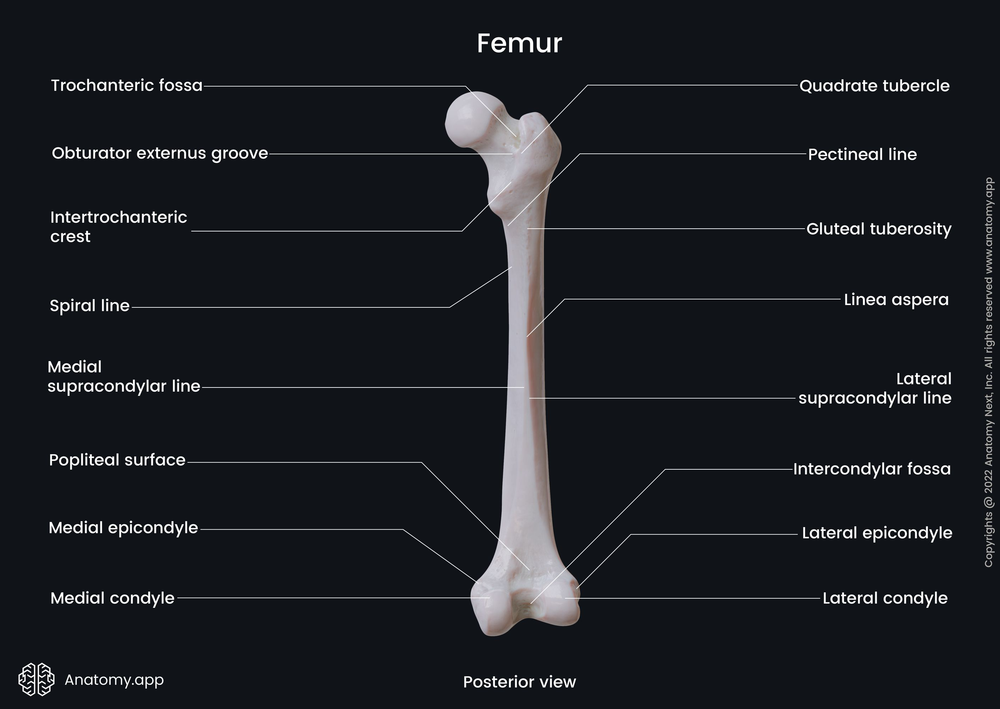 Femur
Trochanteric fossa
Quadrate tubercle
Obturator externus groove
Pectineal line
Intertrochanteric
crest
Gluteal tuberosity
Spiral line
Linea aspera
Medial
supracondylar line
Lateral
supracondylar line
Popliteal surface
Intercondylar fossa
Medial epicondyle
Lateral epicondyle
Medial condyle
Lateral condyle
Anatomy.app
Posterior view
Copyrights @ 2022 Anatomy Next, Inc. All rights reserved www.anatomy.app